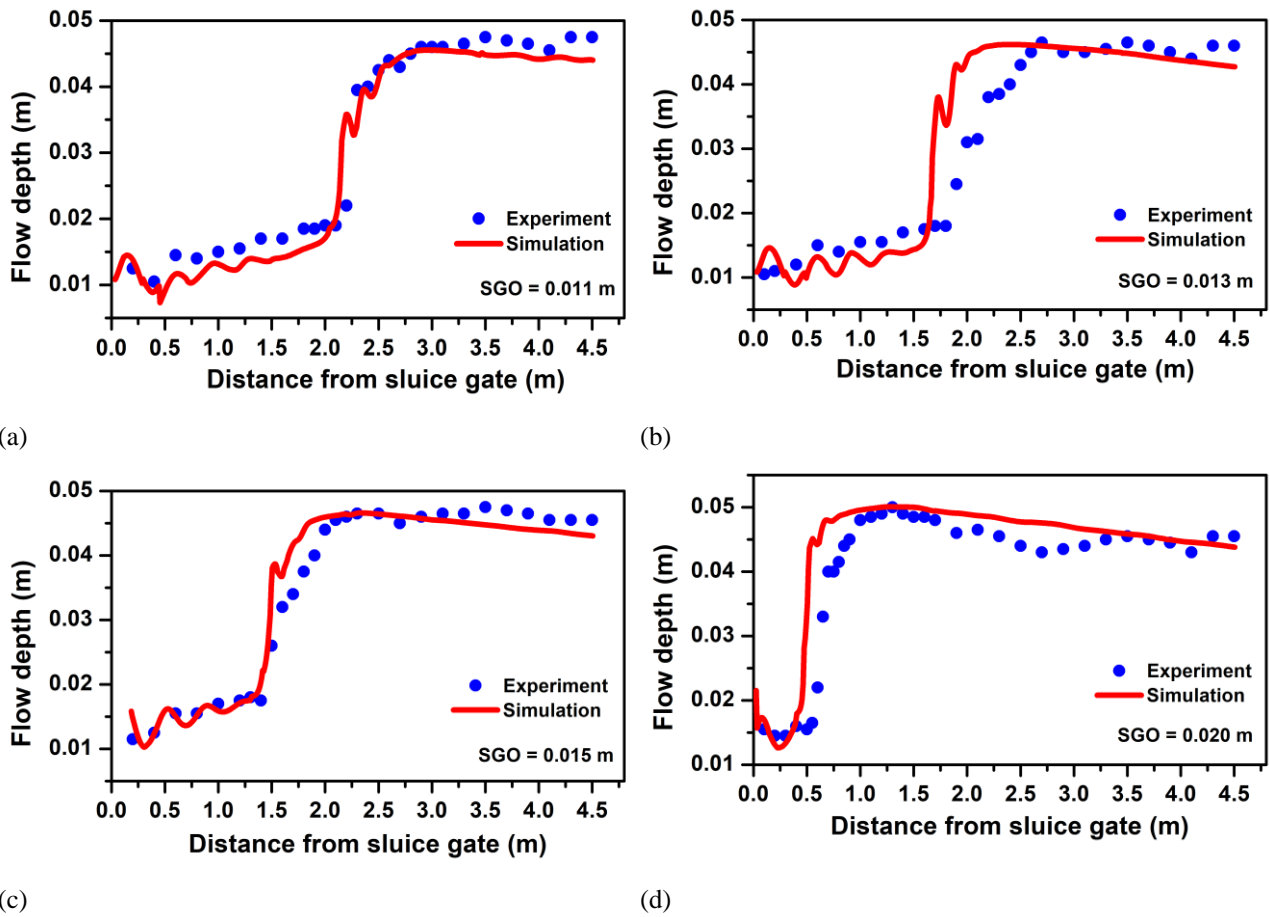 0.05
0.04
0.03
0.02
0.01
Flow depth (m)
Experiment
Simulation
SGO = 0.011 m
0.0 0.5 1.0 1.5 2.0 2.5 3.0 3.5 4.0 4.5
Distance from sluice gate (m)
(a)
0.05
0.04
0.03
0.02
0.01
Flow depth (m)
Experiment
Simulation
SGO = 0.013 m
0.0 0.5 1.0 1.5 2.0 2.5 3.0 3.5 4.0 4.5
Distance from sluice gate (m)
(b)
0.05
0.04
0.03
0.02
0.01
Flow depth (m)
Experiment
Simulation
SGO = 0.015 m
0.0 0.5 1.0 1.5 2.0 2.5 3.0 3.5 4.0 4.5
Distance from sluice gate (m)
(c)
0.05
0.04
0.03
0.02
0.01
Flow depth (m)
Experiment
Simulation
SGO = 0.020 m
0.0 0.5 1.0 1.5 2.0 2.5 3.0 3.5 4.0 4.5
Distance from sluice gate (m)
(d)